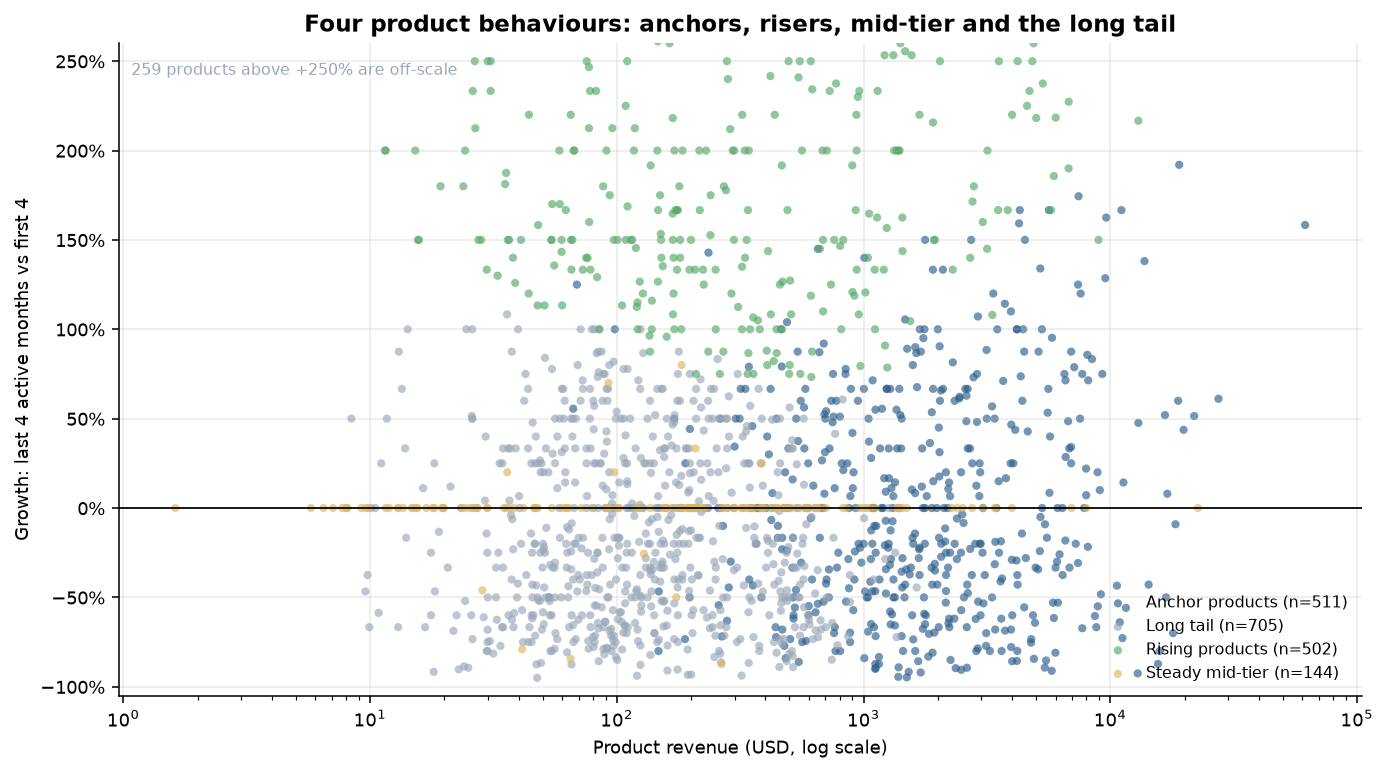 Four product behaviours: anchors, risers, mid-tier and the long tail
259 products above +250% are off-scale
Growth: last 4 active months vs first 4
250%
200%
150%
100%
50%
0%
−50%
−100%
Anchor products (n=511)
Long tail (n=705)
Rising products (n=502)
Steady mid-tier (n=144)
10⁰ 10¹ 10² 10³ 10⁴ 10⁵
Product revenue (USD, log scale)